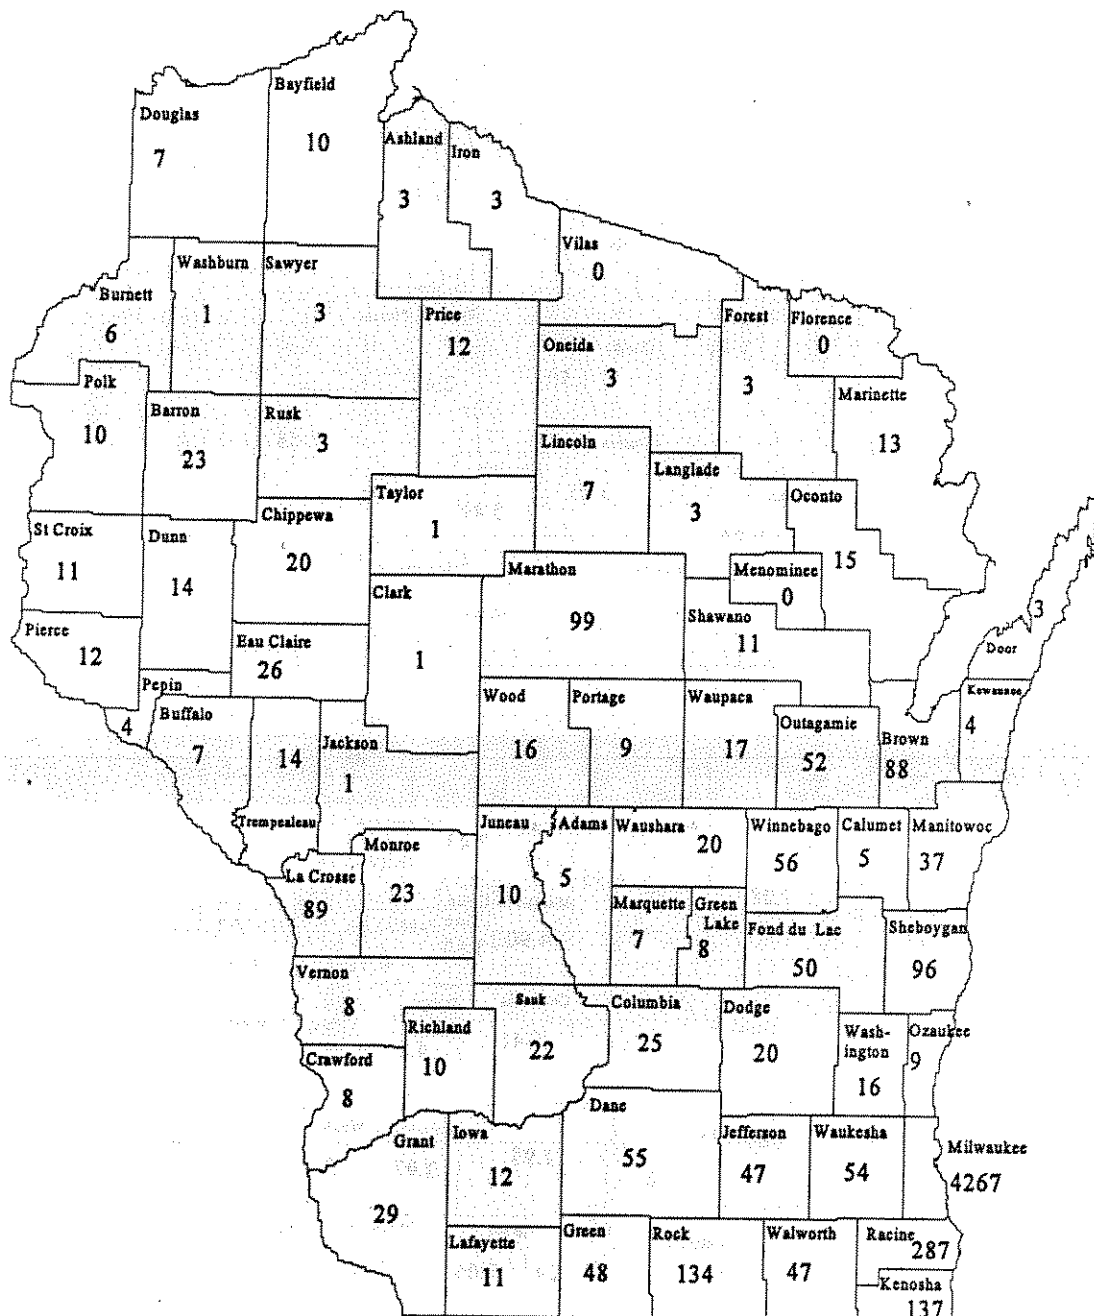 Bayfield
10
Douglas
7
Ashland
3
Iron
3
Vilas
0
Washburn
1
Sawyer
3
Burnett
6
Price
12
Forest
3
Florence
0
Oneida
3
Polk
10
Barron
23
Rusk
3
Marinette
13
Lincoln
7
Langlade
3
Taylor
1
Oconto
15
Chippewa
20
St Croix
11
Dunn
14
Marathon
99
Menominee
0
Clark
1
Shawano
11
3
Door
Pierce
12
Eau Claire
26
Pepin
4
Buffalo
7
Wood
16
Portage
9
Waupaca
17
Outagamie
52
Brown
88
Kewaunee
4
14
Trempealeau
Jackson
1
Juneau
10
Adams
5
Waushara
20
Winnebago
56
Calumet
5
Manitowoc
37
Monroe
23
La Crosse
89
Marquette
7
Green
Lake
8
Fond du Lac
50
Sheboygan
96
Vernon
8
Sauk
22
Columbia
25
Dodge
20
Richland
10
Wash-
ington
16
Ozaukee
9
Crawford
8
Dane
55
Grant
29
Iowa
12
Jefferson
47
Waukesha
54
Milwaukee
4267
Lafayette
11
Green
48
Rock
134
Walworth
47
Racine
287
Kenosha
137